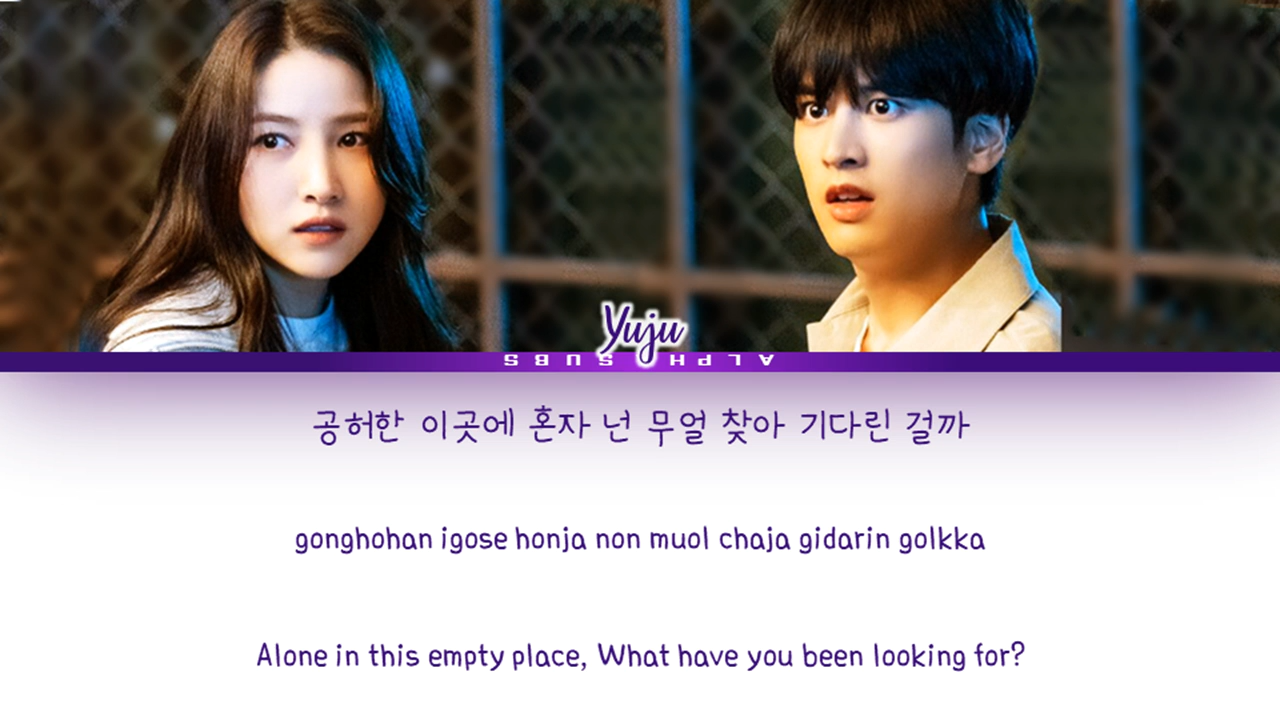 Yuju
ALPH SUBS
공허한 이곳에 혼자 넌 무얼 찾아 기다린 걸까
gonghohan igose honja non muol chaja gidarin golkka
Alone in this empty place, What have you been looking for?